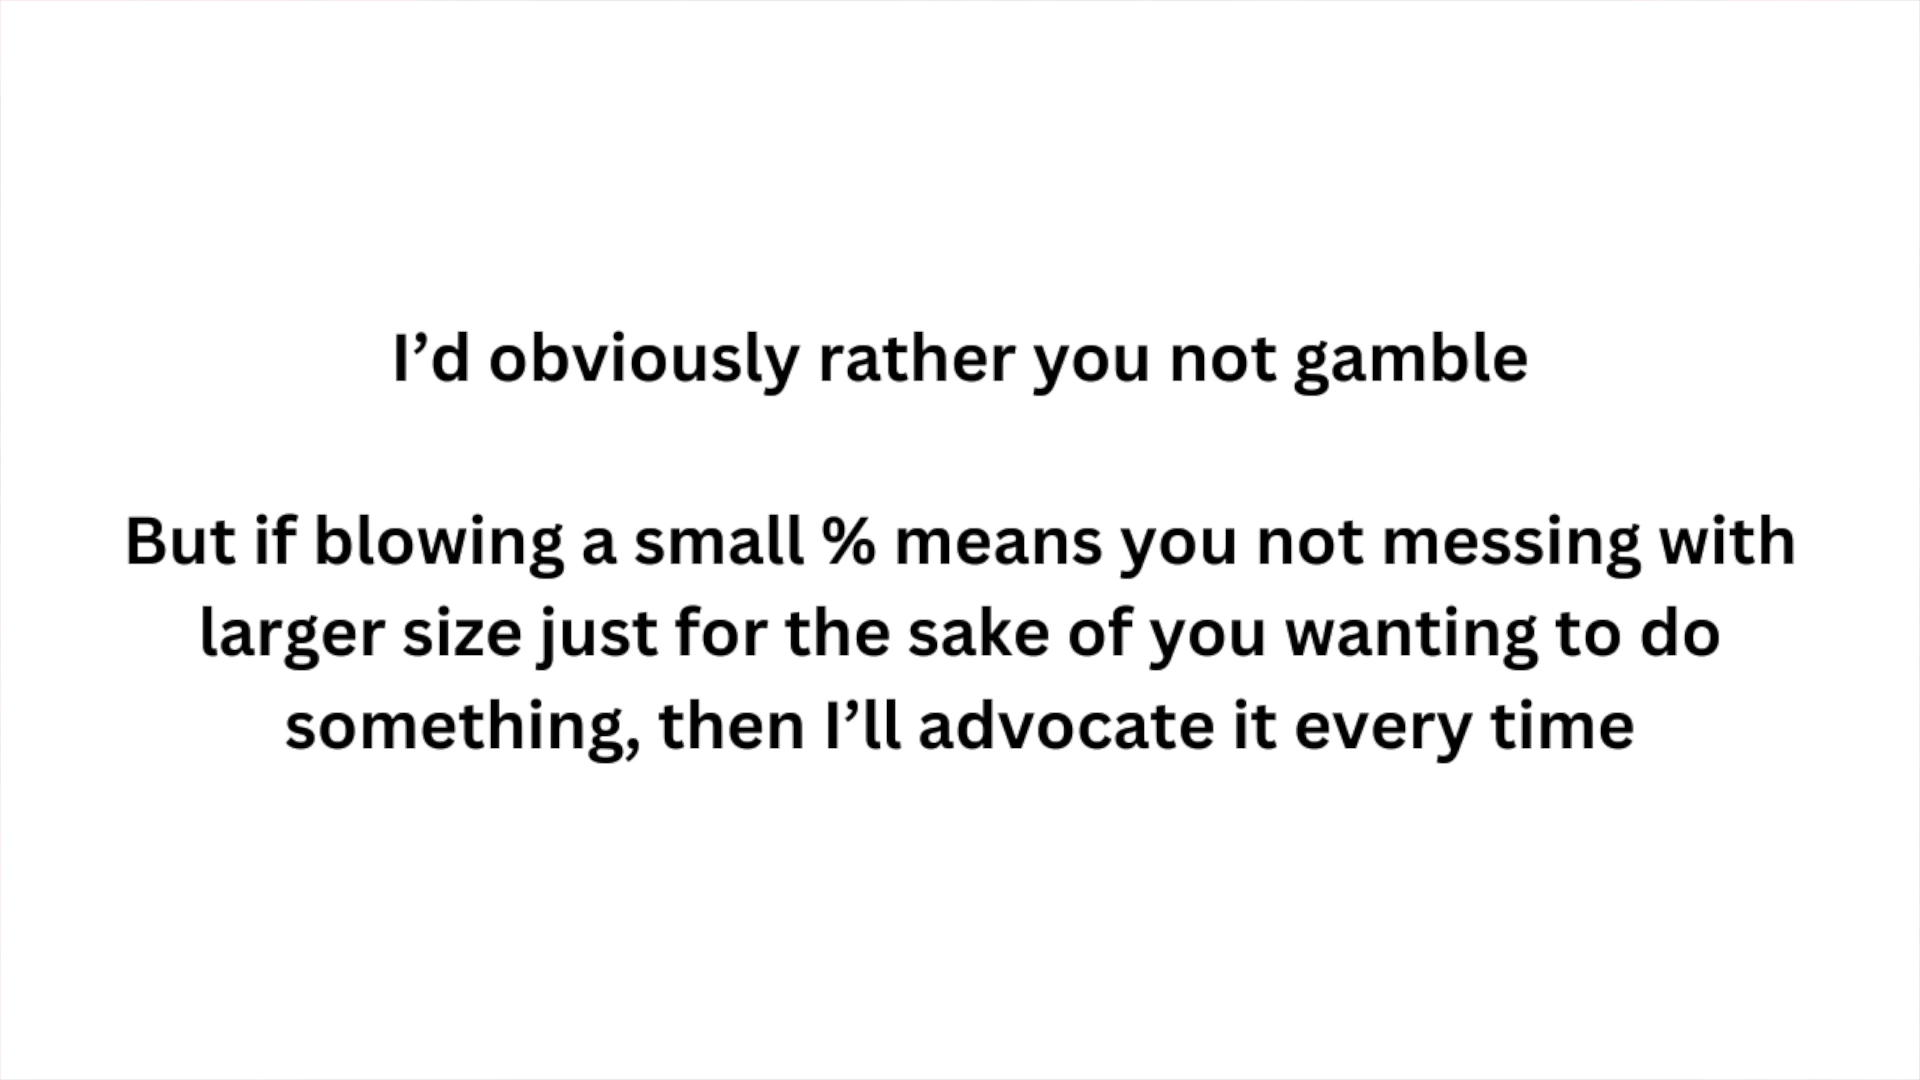 I’d obviously rather you not gamble
But if blowing a small % means you not messing with
larger size just for the sake of you wanting to do
something, then I’ll advocate it every time